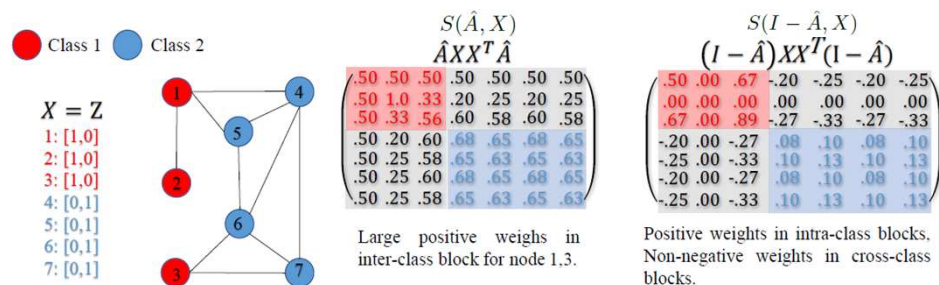 Class 1 Class 2
X = Z
1: [1,0]
2: [1,0]
3: [1,0]
4: [0,1]
5: [0,1]
6: [0,1]
7: [0,1]
1 4
5
2
6
3 7
S(Â, X)
ÂXXᵀÂ
.50 .50 .50 .50 .50 .50 .50
.50 1.0 .33 .20 .25 .20 .25
.50 .33 .56 .60 .58 .60 .58
.50 .20 .60 .68 .65 .68 .65
.50 .25 .58 .65 .63 .65 .63
.50 .25 .60 .68 .65 .68 .65
.50 .25 .58 .65 .63 .65 .63
Large positive weighs in
inter-class block for node 1,3.
S(I − Â, X)
(I − Â)XXᵀ(I − Â)
.50 .00 .67 -.20 -.25 -.20 -.25
.00 .00 .00 .00 .00 .00 .00
.67 .00 .89 -.27 -.33 -.27 -.33
-.20 .00 -.27 .08 .10 .08 .10
-.25 .00 -.33 .10 .13 .10 .13
-.20 .00 -.27 .08 .10 .08 .10
-.25 .00 -.33 .10 .13 .10 .13
Positive weights in intra-class blocks,
Non-negative weights in cross-class
blocks.